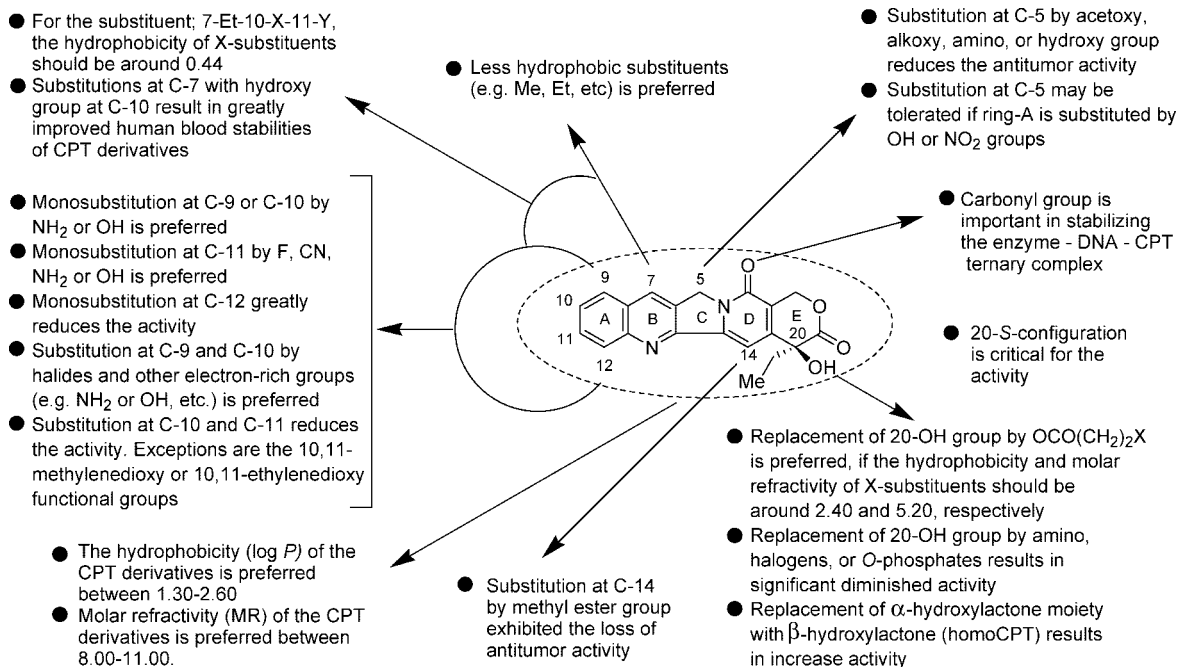 ● For the substituent; 7-Et-10-X-11-Y,
the hydrophobicity of X-substituents
should be around 0.44
● Substitutions at C-7 with hydroxy
group at C-10 result in greatly
improved human blood stabilities
of CPT derivatives
● Less hydrophobic substituents
(e.g. Me, Et, etc) is preferred
● Substitution at C-5 by acetoxy,
alkoxy, amino, or hydroxy group
reduces the antitumor activity
● Substitution at C-5 may be
tolerated if ring-A is substituted by
OH or NO₂ groups
● Monosubstitution at C-9 or C-10 by
NH₂ or OH is preferred
● Monosubstitution at C-11 by F, CN,
NH₂ or OH is preferred
● Monosubstitution at C-12 greatly
reduces the activity
● Substitution at C-9 and C-10 by
halides and other electron-rich groups
(e.g. NH₂ or OH, etc.) is preferred
● Substitution at C-10 and C-11 reduces
the activity. Exceptions are the 10,11-
methylenedioxy or 10,11-ethylenedioxy
functional groups
● Carbonyl group is
important in stabilizing
the enzyme - DNA - CPT
ternary complex
9 7 5 O
10 A B C N D E O
11 N 14 20 O
12 Me OH
● 20-S-configuration
is critical for the
activity
● The hydrophobicity (log P) of the
CPT derivatives is preferred
between 1.30-2.60
● Molar refractivity (MR) of the CPT
derivatives is preferred between
8.00-11.00.
● Substitution at C-14
by methyl ester group
exhibited the loss of
antitumor activity
● Replacement of 20-OH group by OCO(CH₂)₂X
is preferred, if the hydrophobicity and molar
refractivity of X-substituents should be
around 2.40 and 5.20, respectively
● Replacement of 20-OH group by amino,
halogens, or O-phosphates results in
significant diminished activity
● Replacement of α-hydroxylactone moiety
with β-hydroxylactone (homoCPT) results
in increase activity